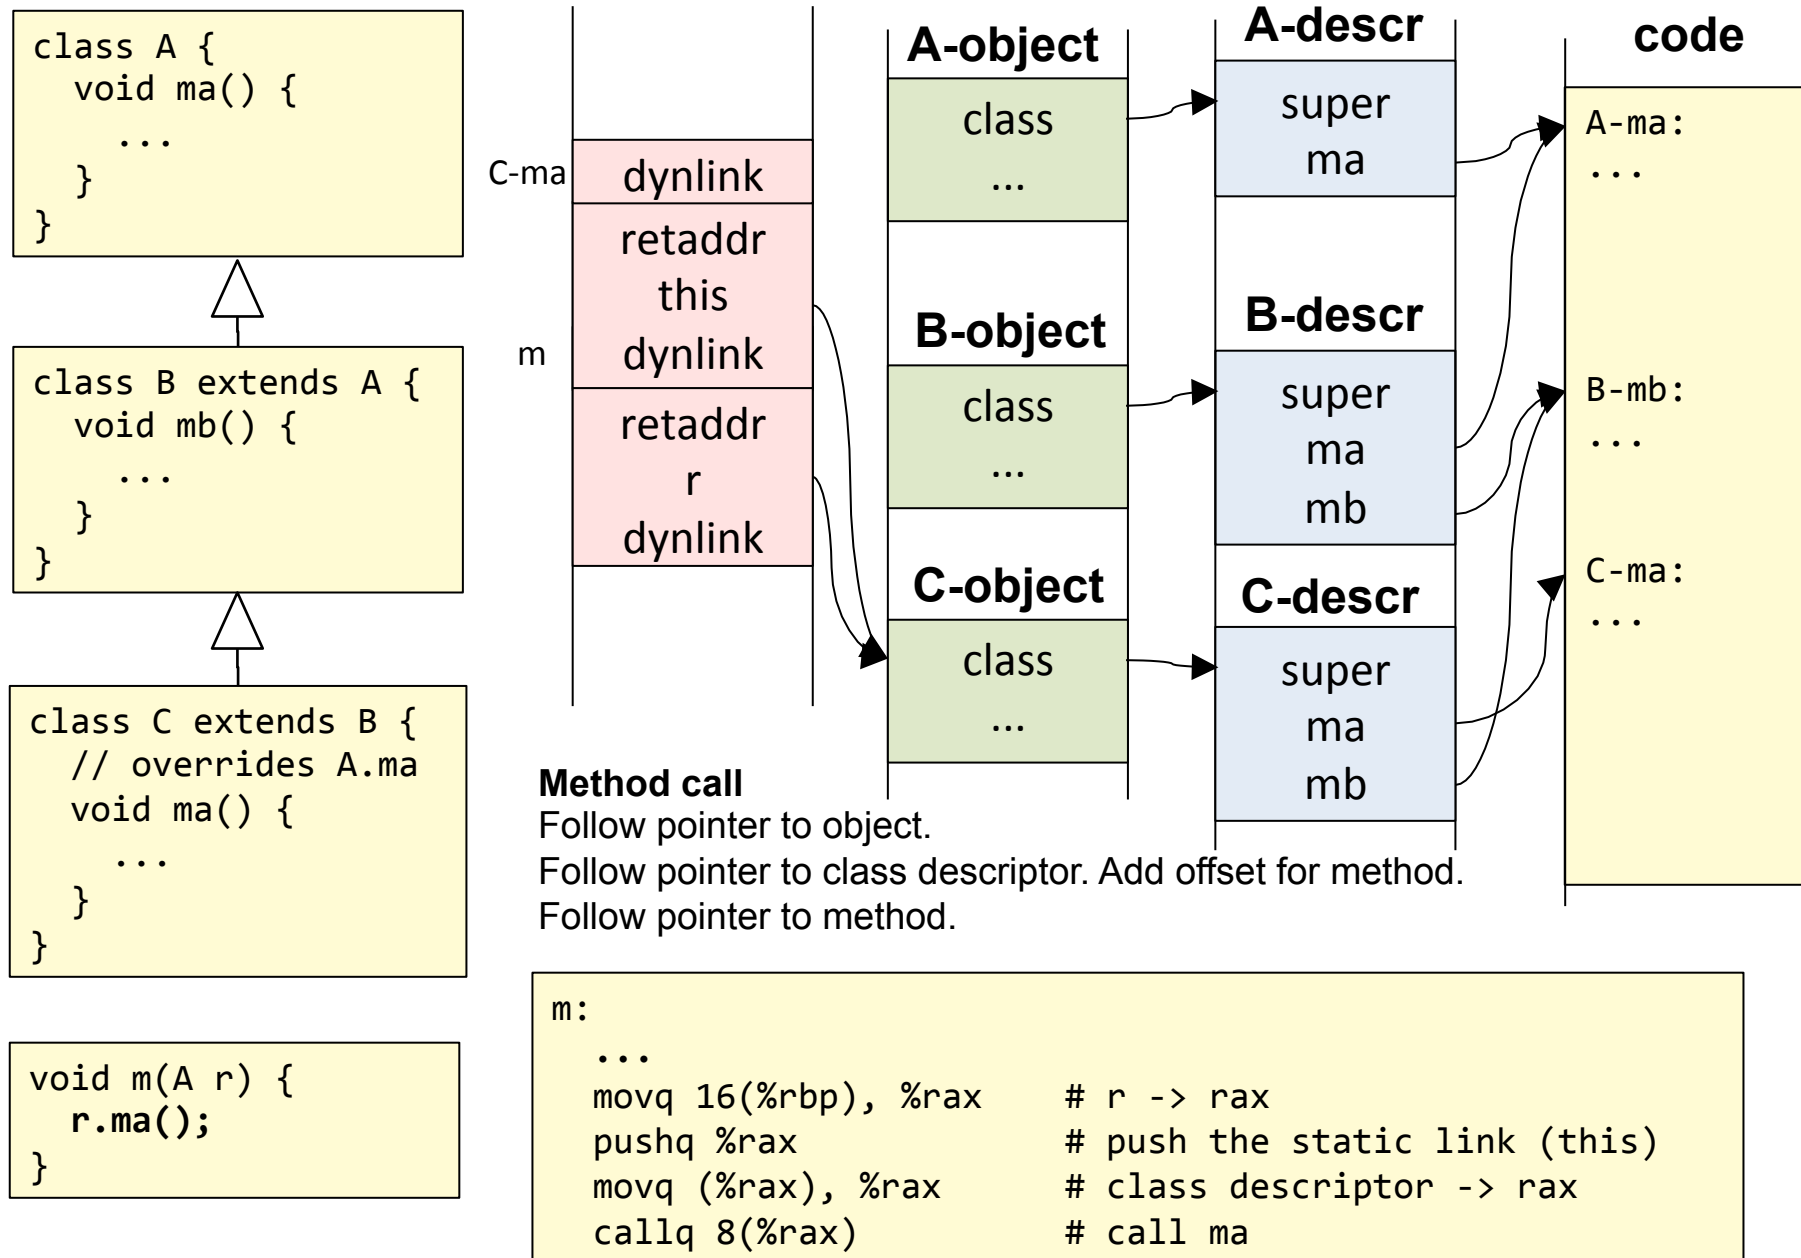 class A {
void ma() {
...
}
}
class B extends A {
void mb() {
...
}
}
class C extends B {
// overrides A.ma
void ma() {
...
}
}
void m(A r) {
r.ma();
}
C-ma
dynlink
retaddr
this
m
dynlink
retaddr
r
dynlink
A-object
class
...
B-object
class
...
C-object
class
...
A-descr
super
ma
B-descr
super
ma
mb
C-descr
super
ma
mb
code
A-ma:
...
B-mb:
...
C-ma:
...
Method call
Follow pointer to object.
Follow pointer to class descriptor. Add offset for method.
Follow pointer to method.
m:
...
movq 16(%rbp), %rax # r -> rax
pushq %rax # push the static link (this)
movq (%rax), %rax # class descriptor -> rax
callq 8(%rax) # call ma